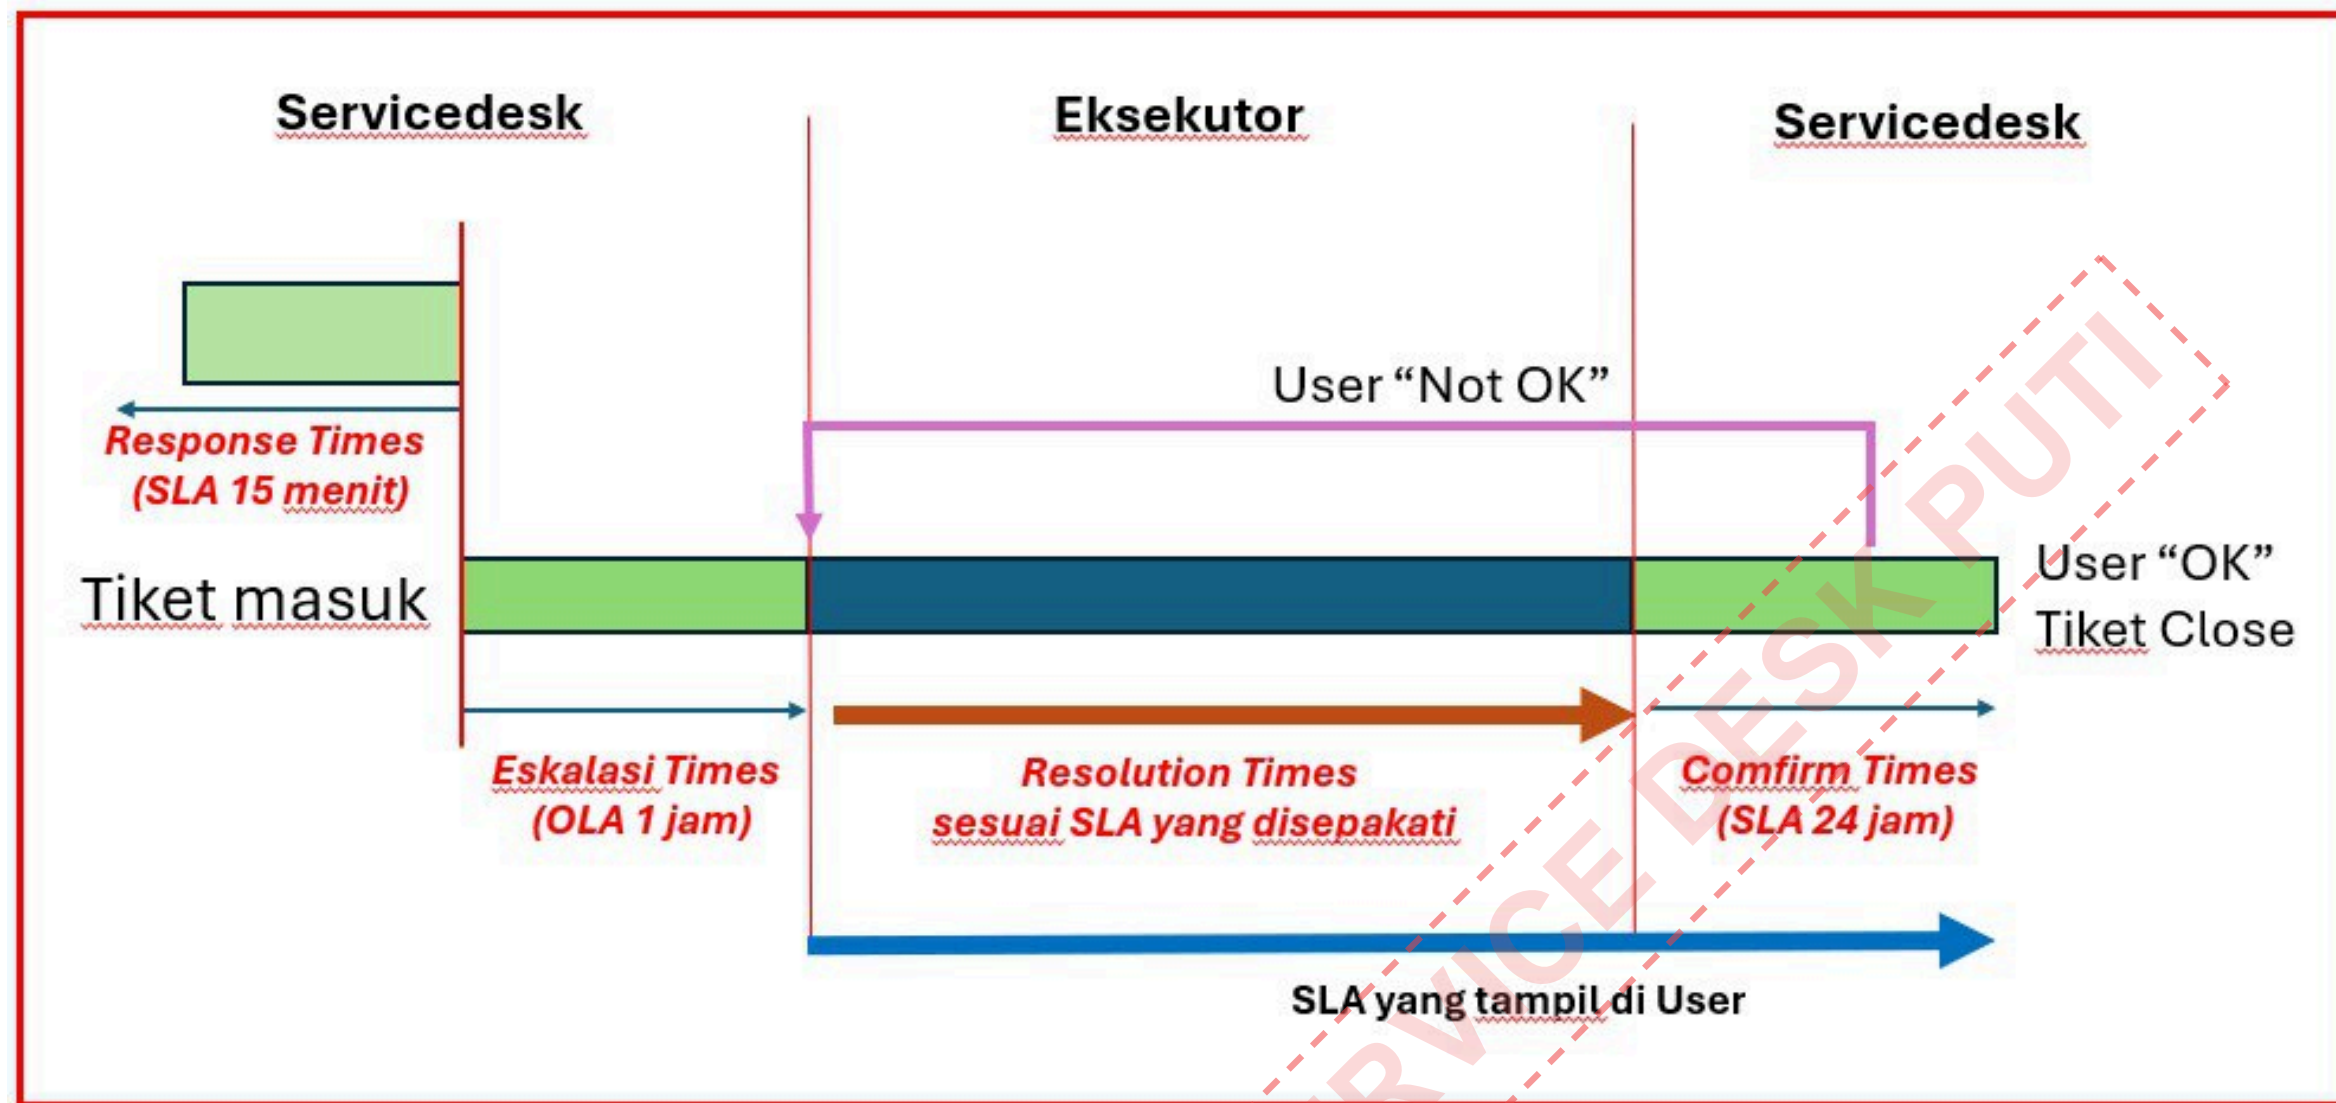 Servicedesk
Eksekutor
Servicedesk
User “Not OK”
Response Times
(SLA 15 menit)
Tiket masuk
User “OK”
Tiket Close
Eskalasi Times
(OLA 1 jam)
Resolution Times
sesuai SLA yang disepakati
Comfirm Times
(SLA 24 jam)
SLA yang tampil di User
RVICE DESK PUTI